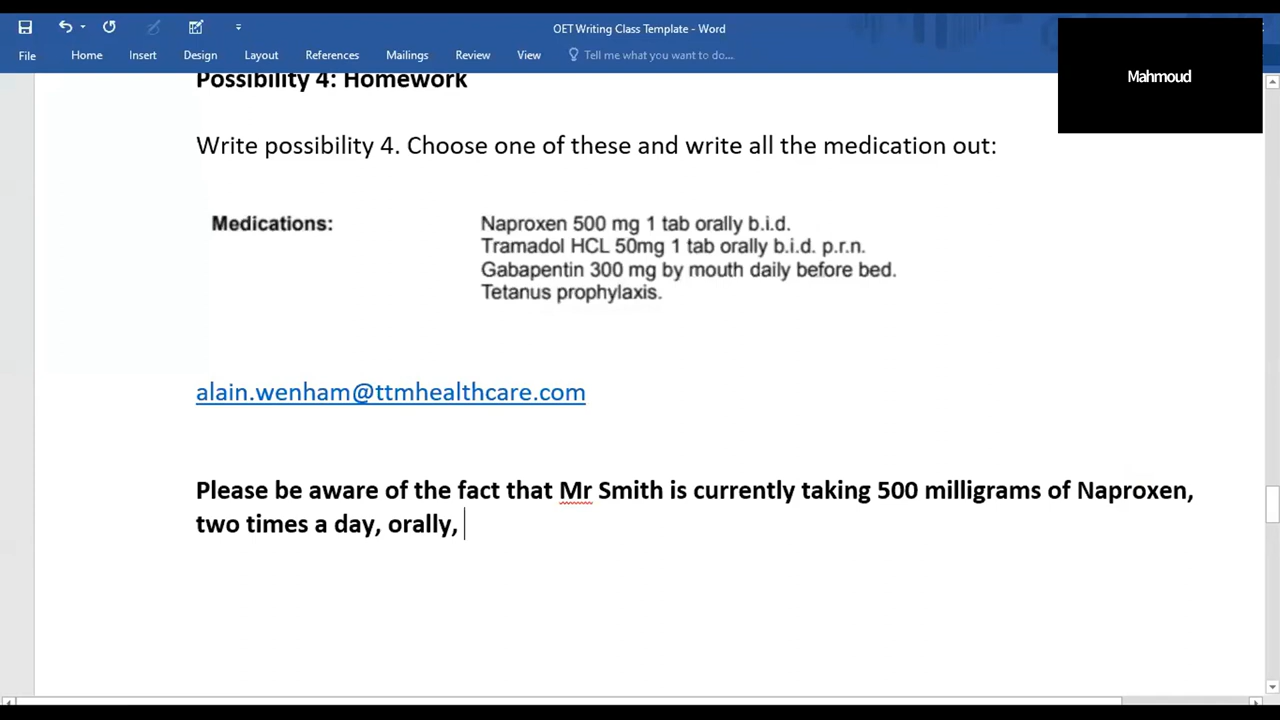 OET Writing Class Template - Word
File Home Insert Design Layout References Mailings Review View Tell me what you want to do...
Mahmoud
Possibility 4: Homework
Write possibility 4. Choose one of these and write all the medication out:
Medications: Naproxen 500 mg 1 tab orally b.i.d.
Tramadol HCL 50mg 1 tab orally b.i.d. p.r.n.
Gabapentin 300 mg by mouth daily before bed.
Tetanus prophylaxis.
alain.wenham@ttmhealthcare.com
Please be aware of the fact that Mr Smith is currently taking 500 milligrams of Naproxen,
two times a day, orally,